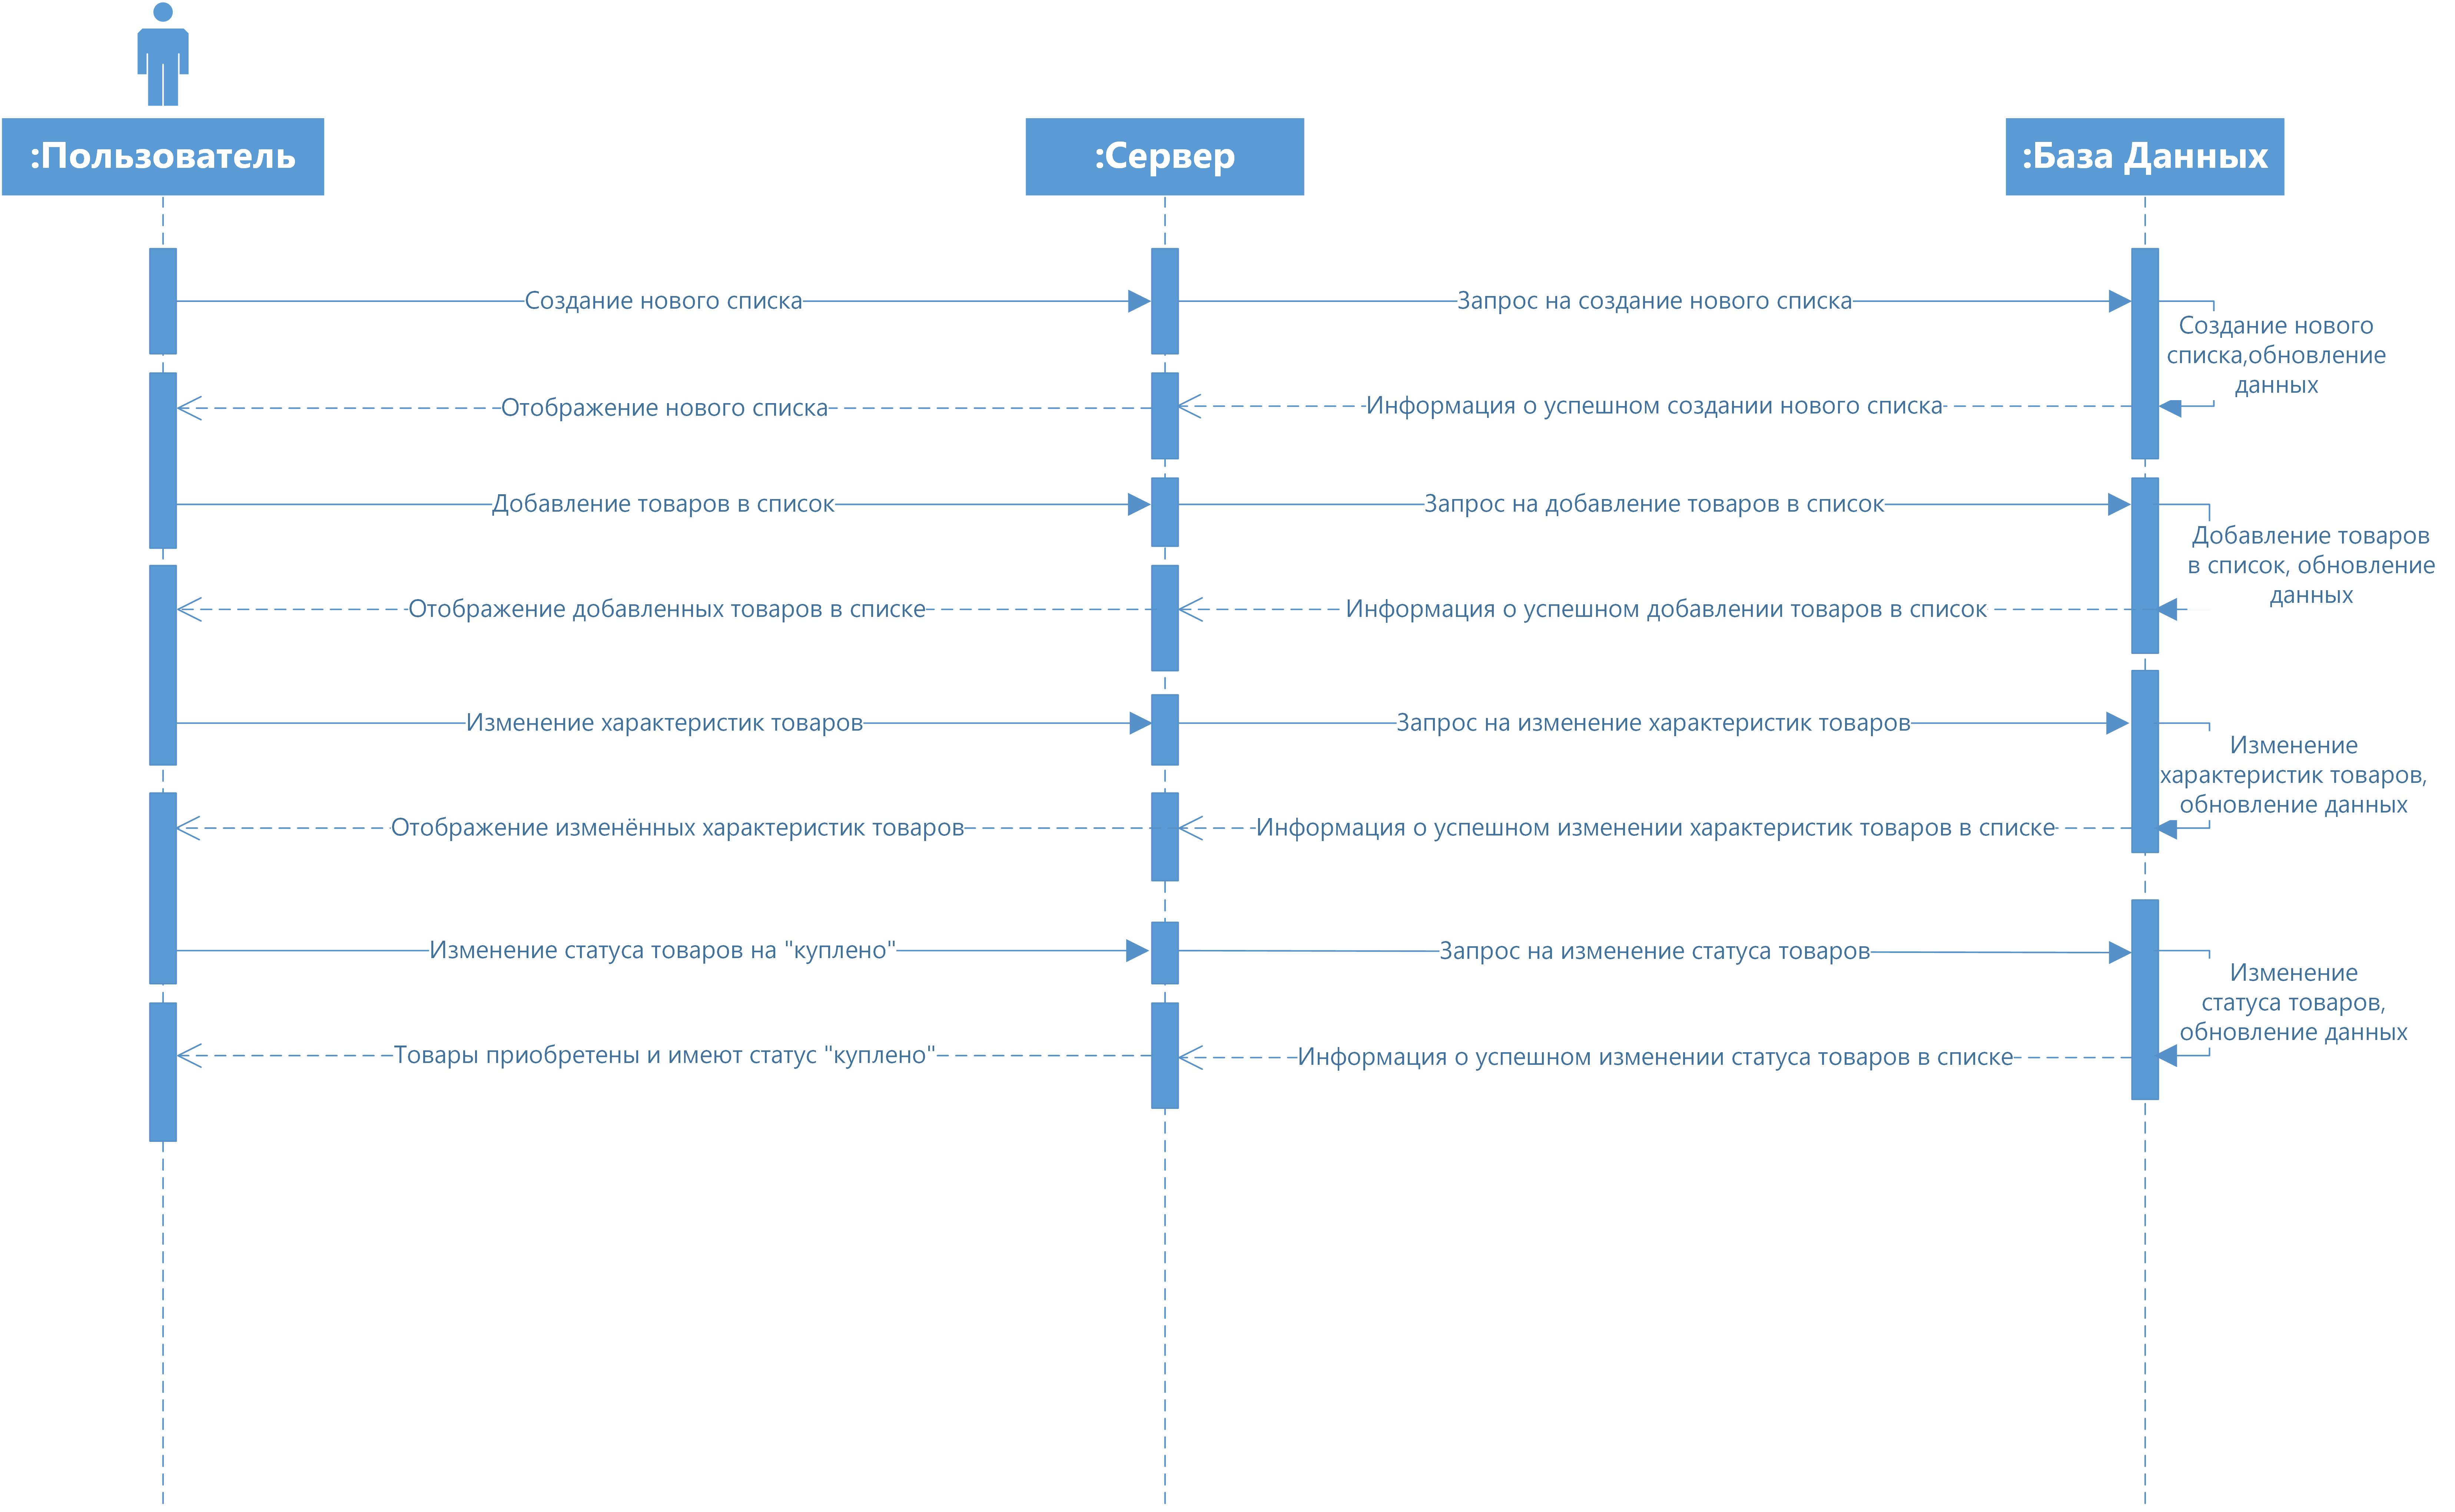 :Пользователь
:Сервер
:База Данных
Создание нового списка
Запрос на создание нового списка
Создание нового
списка,обновление
данных
Отображение нового списка
Информация о успешном создании нового списка
Добавление товаров в список
Запрос на добавление товаров в список
Добавление товаров
в список, обновление
данных
Отображение добавленных товаров в списке
Информация о успешном добавлении товаров в список
Изменение характеристик товаров
Запрос на изменение характеристик товаров
Изменение
характеристик товаров,
обновление данных
Отображение изменённых характеристик товаров
Информация о успешном изменении характеристик товаров в списке
Изменение статуса товаров на "куплено"
Запрос на изменение статуса товаров
Изменение
статуса товаров,
обновление данных
Товары приобретены и имеют статус "куплено"
Информация о успешном изменении статуса товаров в списке